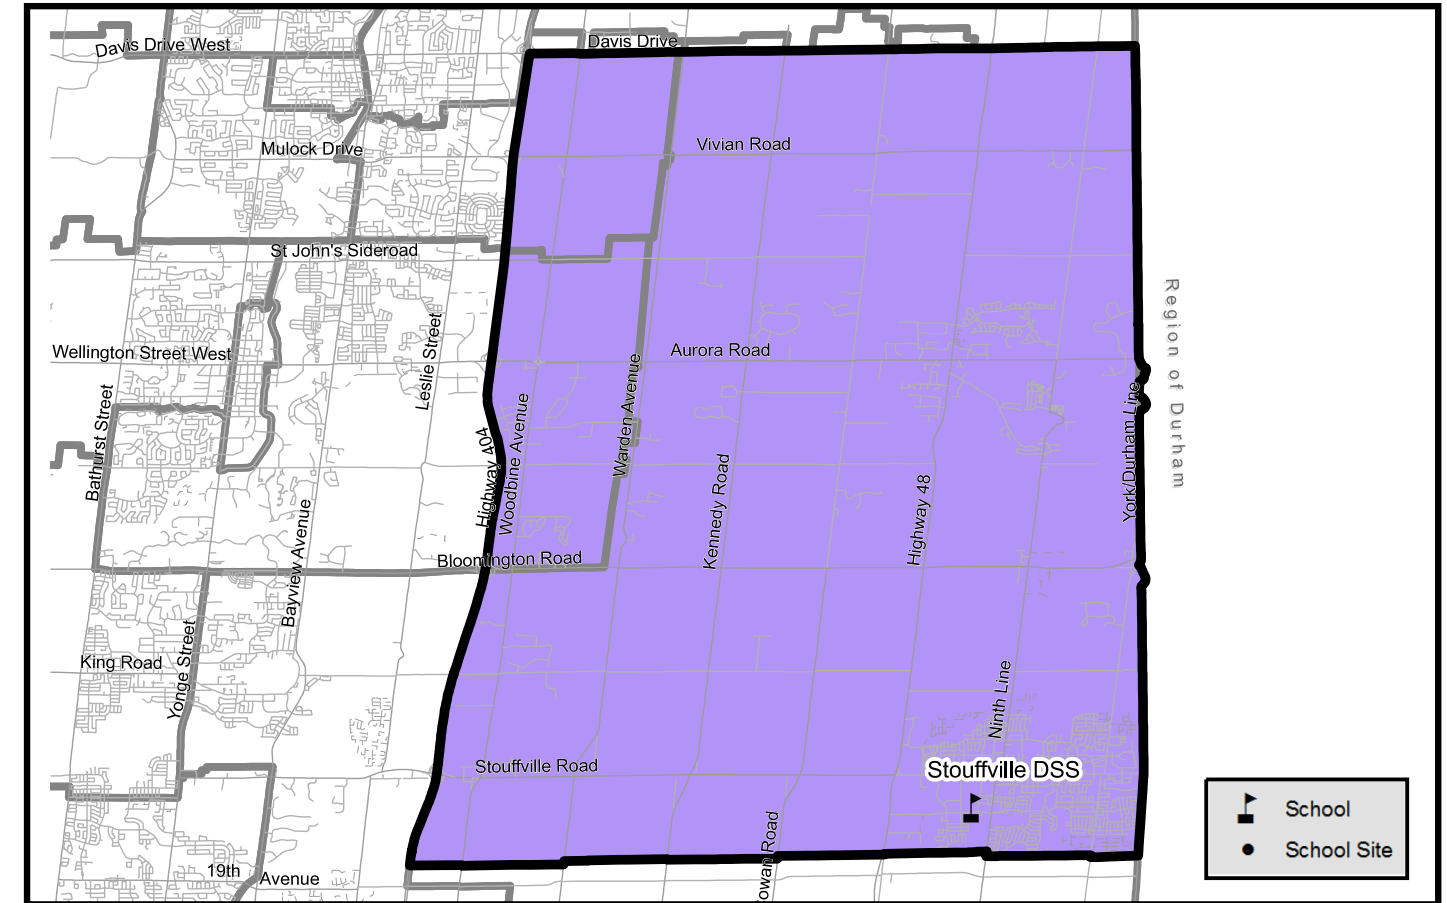 Davis Drive West
Davis Drive
Mulock Drive
Vivian Road
St John's Sideroad
Region of Durham
Wellington Street West
Leslie Street
Aurora Road
Bathurst Street
Highway 404
Woodbine Avenue
Warden Avenue
Kennedy Road
Highway 48
York/Durham Line
Bayview Avenue
Bloomington Road
King Road
Yonge Street
Ninth Line
Stouffville Road
Stouffville DSS
School
School Site
19th
Avenue
owan Road